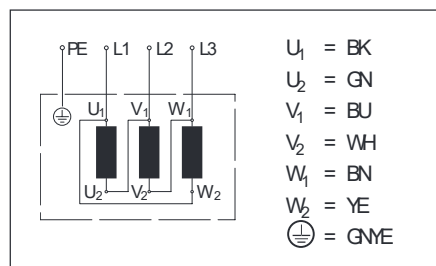 PE L1 L2 L3
U1 V1 W1
U2 V2 W2
U1 = BK
U2 = GN
V1 = BU
V2 = WH
W1 = BN
W2 = YE
⏚ = GNYE